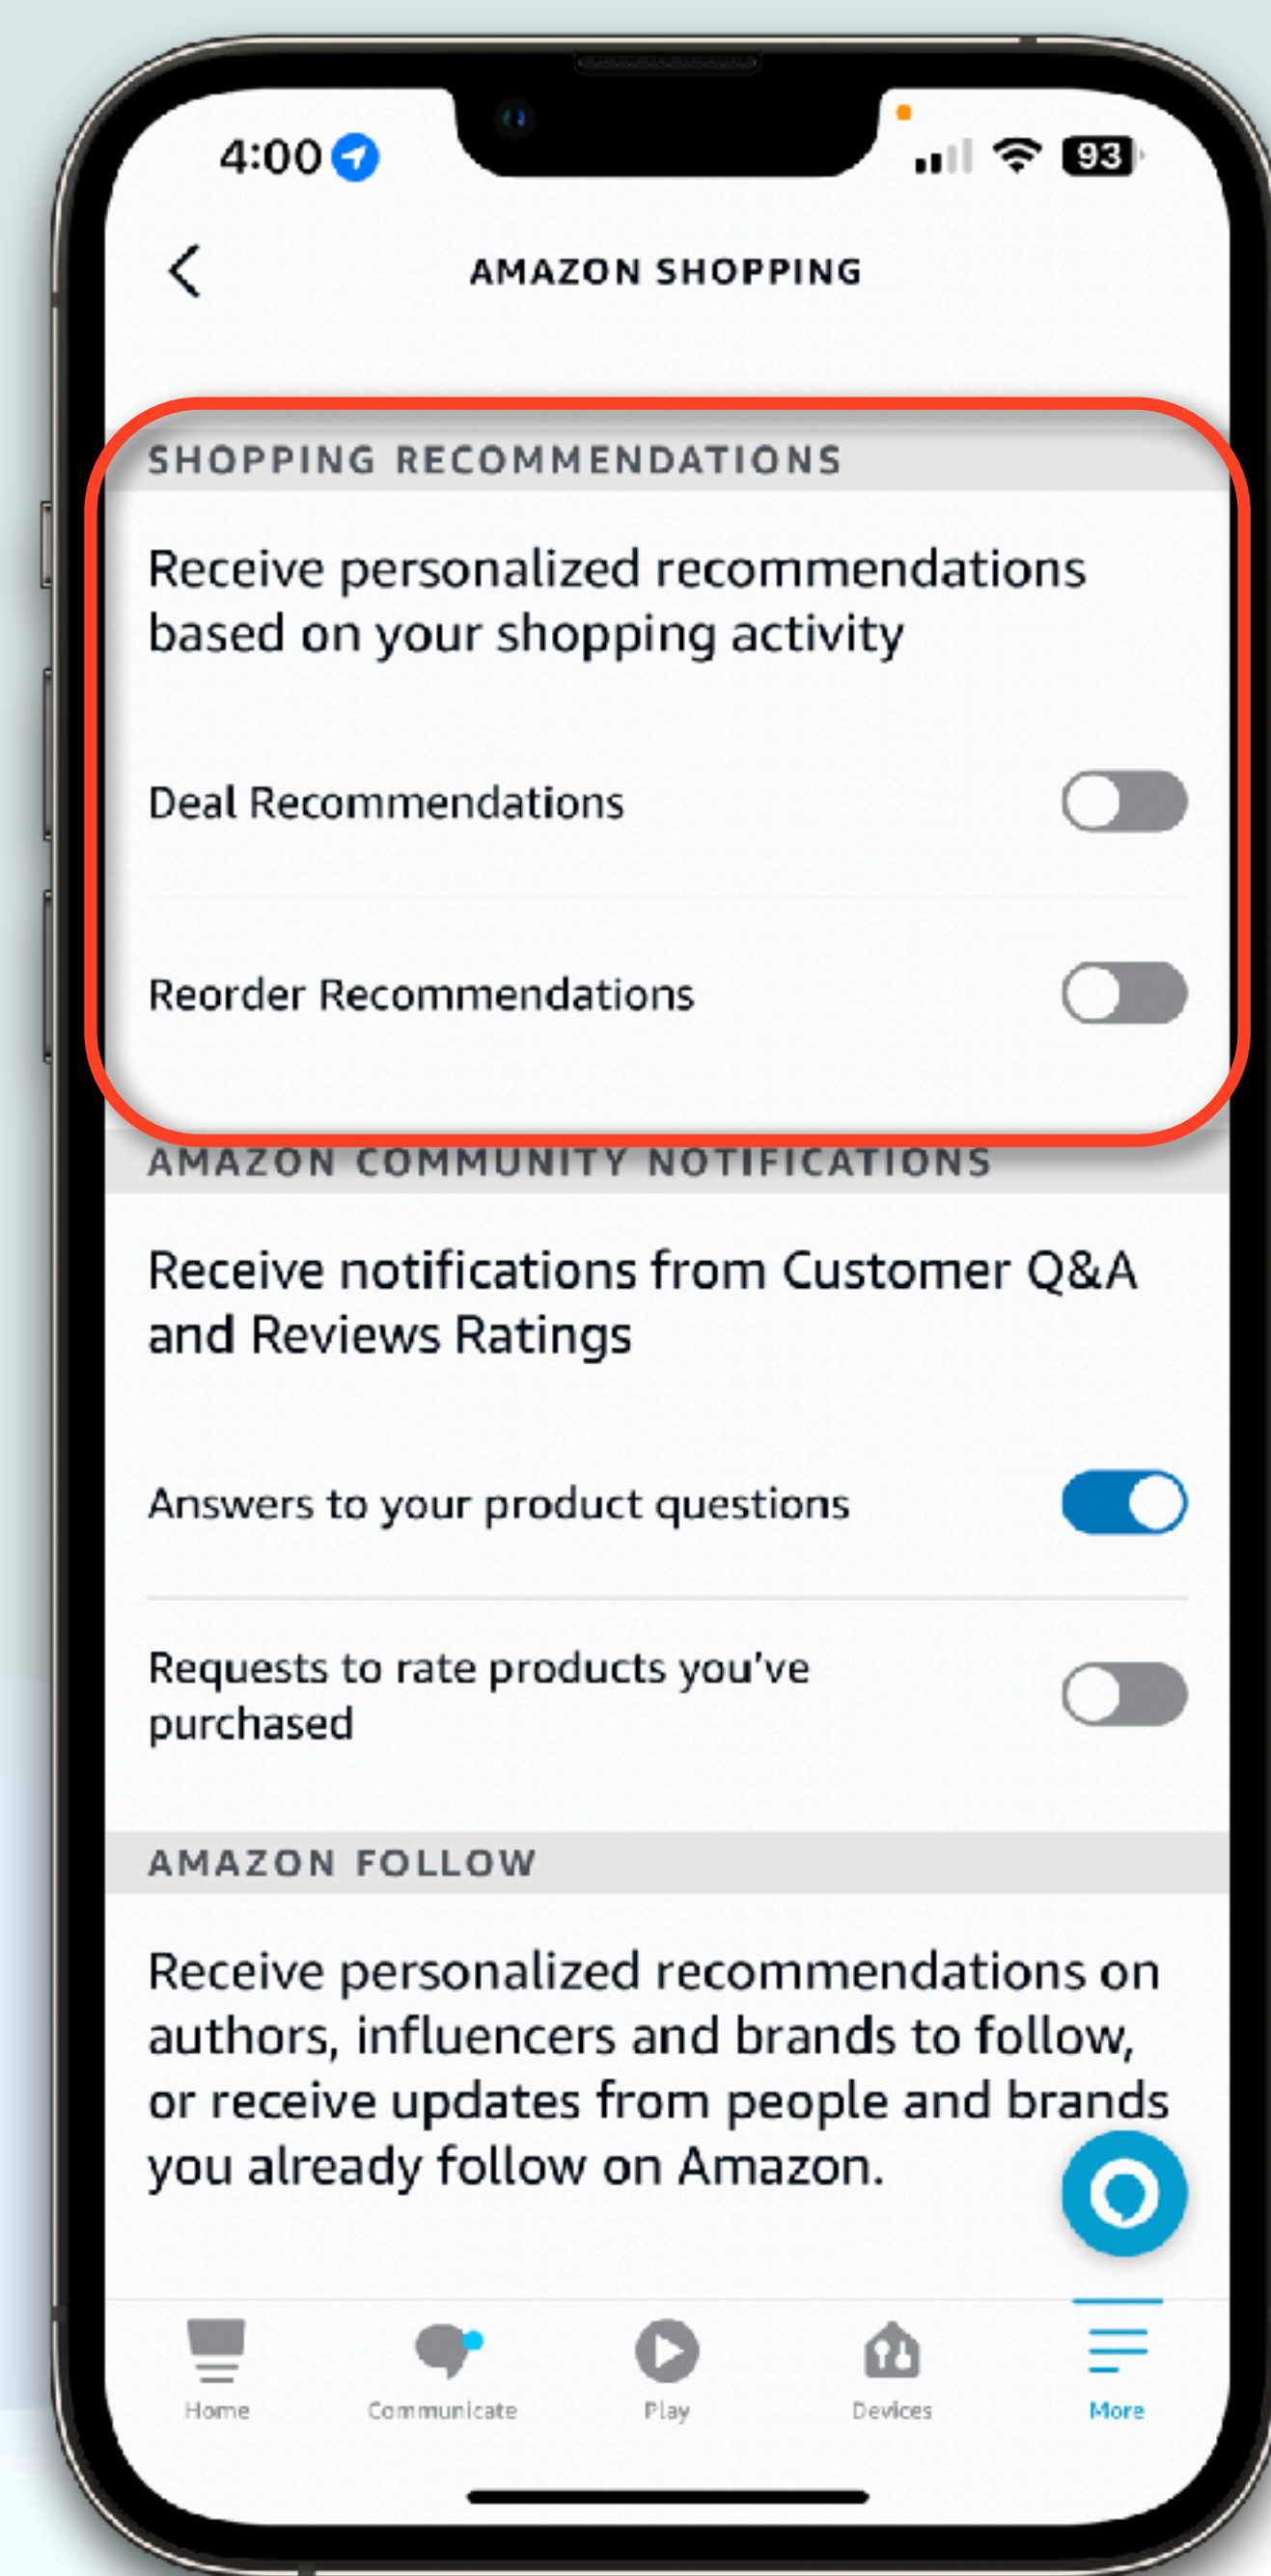 4:00
93
AMAZON SHOPPING
SHOPPING RECOMMENDATIONS
Receive personalized recommendations
based on your shopping activity
Deal Recommendations
Reorder Recommendations
AMAZON COMMUNITY NOTIFICATIONS
Receive notifications from Customer Q&A
and Reviews Ratings
Answers to your product questions
Requests to rate products you've
purchased
AMAZON FOLLOW
Receive personalized recommendations on
authors, influencers and brands to follow,
or receive updates from people and brands
you already follow on Amazon.
Home
Communicate
Play
Devices
More